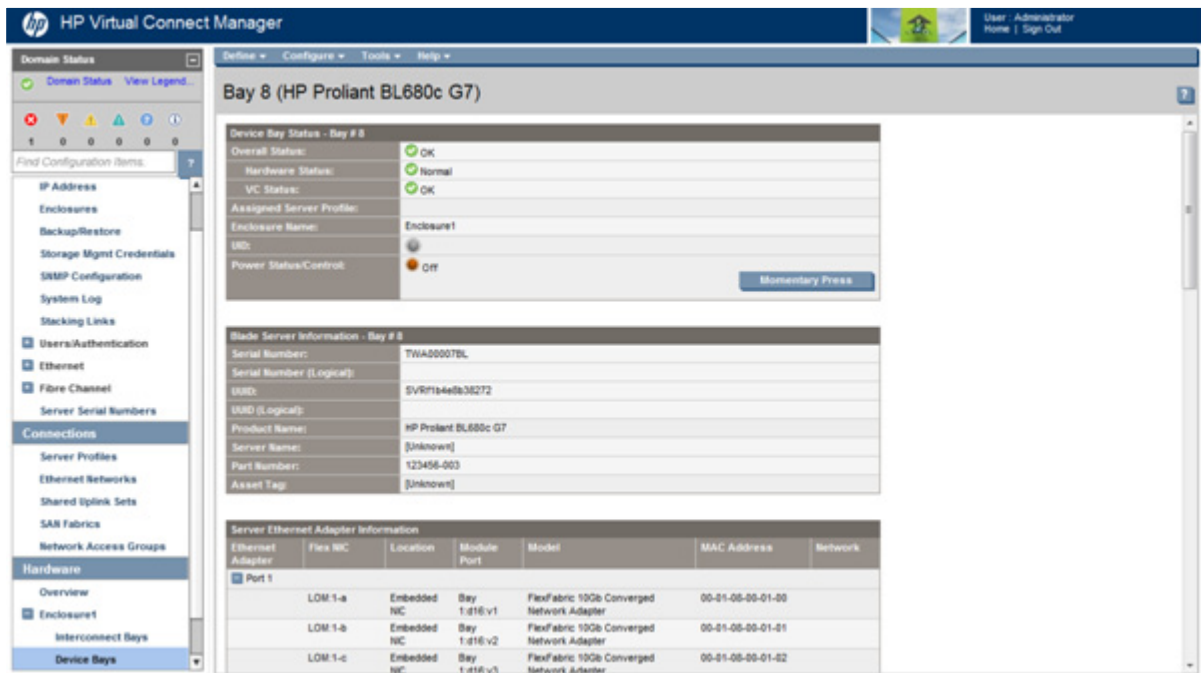 HP Virtual Connect Manager
User : Administrator
Home | Sign Out
Domain Status
Domain Status View Legend...
1 0 0 0 0 0
Find Configuration Items.
IP Address
Enclosures
Backup/Restore
Storage Mgmt Credentials
SNMP Configuration
System Log
Stacking Links
Users/Authentication
Ethernet
Fibre Channel
Server Serial Numbers
Connections
Server Profiles
Ethernet Networks
Shared Uplink Sets
SAN Fabrics
Network Access Groups
Hardware
Overview
Enclosure1
Interconnect Bays
Device Bays
Define Configure Tools Help
Bay 8 (HP Proliant BL680c G7)
Device Bay Status - Bay # 8
Overall Status: OK
Hardware Status: Normal
VC Status: OK
Assigned Server Profile:
Enclosure Name: Enclosure1
UID:
Power Status/Control: Off
Momentary Press
Blade Server Information - Bay # 8
Serial Number: TWA00007BL
Serial Number (Logical):
UUID: SVRf1b4e8b38272
UUID (Logical):
Product Name: HP Proliant BL680c G7
Server Name: [Unknown]
Part Number: 123456-003
Asset Tag: [Unknown]
Server Ethernet Adapter Information
Ethernet Adapter Flex NIC Location Module Port Model MAC Address Network
Port 1
LOM:1-a Embedded NIC Bay 1:d16:v1 FlexFabric 10Gb Converged Network Adapter 00-01-08-00-01-00
LOM:1-b Embedded NIC Bay 1:d16:v2 FlexFabric 10Gb Converged Network Adapter 00-01-08-00-01-01
LOM:1-c Embedded NIC Bay 1:d16:v3 FlexFabric 10Gb Converged Network Adapter 00-01-08-00-01-02